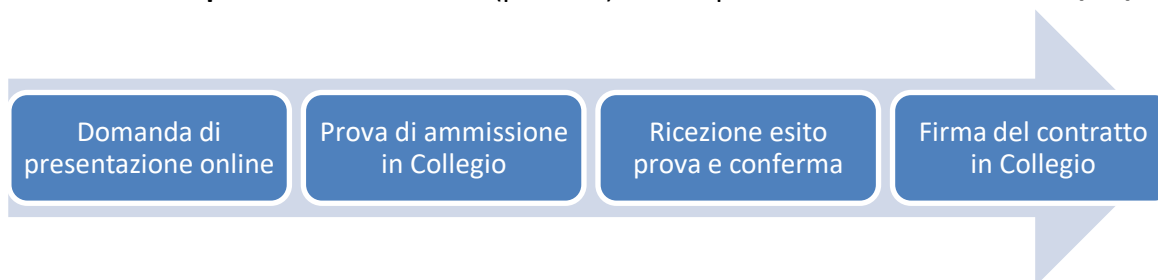 Domanda di
presentazione online
Prova di ammissione
in Collegio
Ricezione esito
prova e conferma
Firma del contratto
in Collegio